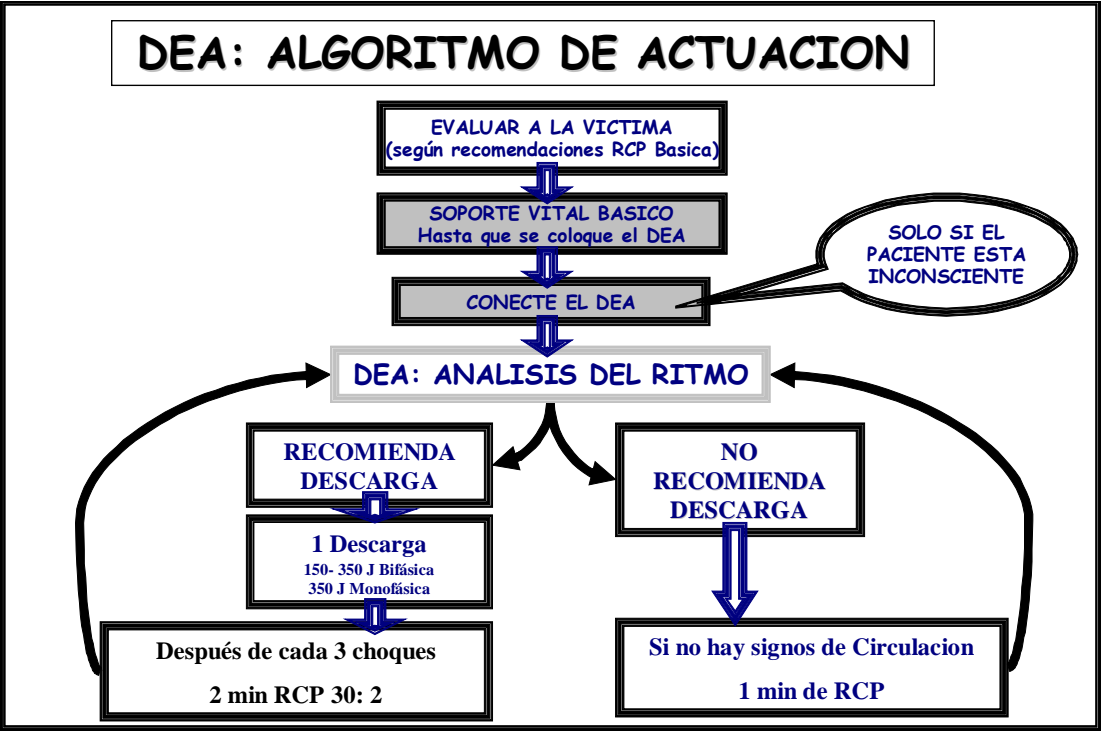 DEA: ALGORITMO DE ACTUACION
EVALUAR A LA VICTIMA
(según recomendaciones RCP Basica)
SOPORTE VITAL BASICO
Hasta que se coloque el DEA
SOLO SI EL
PACIENTE ESTA
INCONSCIENTE
CONECTE EL DEA
DEA: ANALISIS DEL RITMO
RECOMIENDA
DESCARGA
1 Descarga
150- 350 J Bifásica
350 J Monofásica
Después de cada 3 choques
2 min RCP 30: 2
NO
RECOMIENDA
DESCARGA
Si no hay signos de Circulacion
1 min de RCP